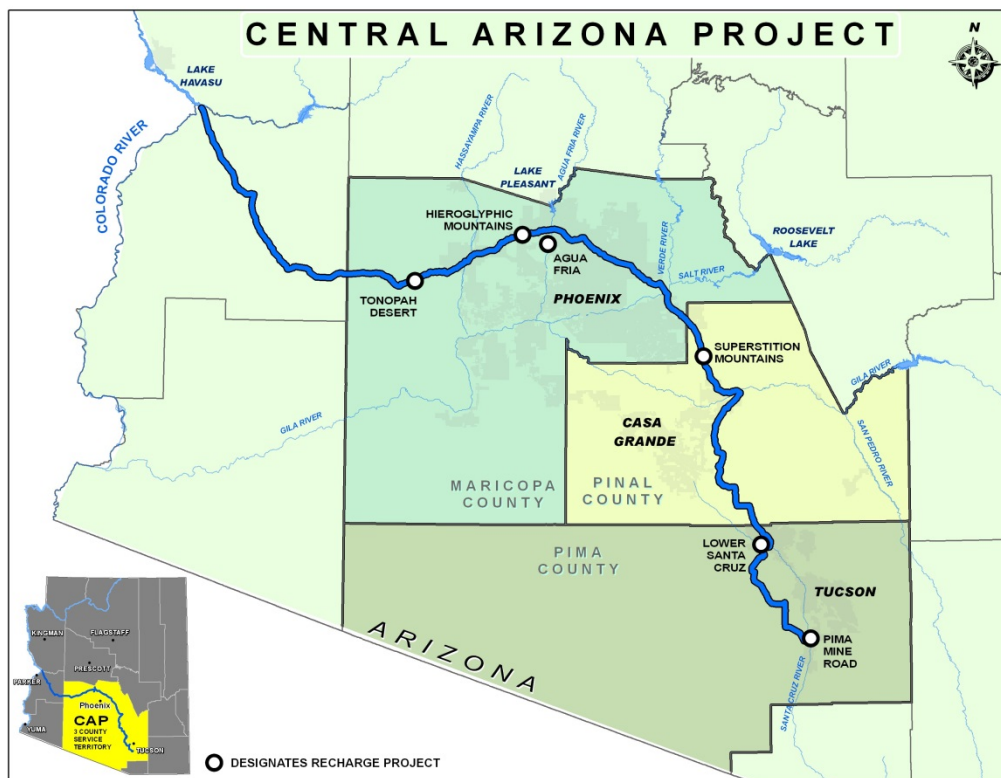 CENTRAL ARIZONA PROJECT
N
LAKE
HAVASU
COLORADO RIVER
HASSAYAMPA RIVER
AGUA FRIA RIVER
LAKE
PLEASANT
HIEROGLYPHIC
MOUNTAINS
AGUA
FRIA
VERDE RIVER
ROOSEVELT
LAKE
SALT RIVER
TONOPAH
DESERT
PHOENIX
SUPERSTITION
MOUNTAINS
GILA RIVER
GILA RIVER
SAN PEDRO RIVER
CASA
GRANDE
MARICOPA
COUNTY
PINAL
COUNTY
PIMA
COUNTY
LOWER
SANTA
CRUZ
TUCSON
PIMA
MINE
ROAD
SANTA CRUZ RIVER
ARIZONA
KINGMAN
FLAGSTAFF
PRESCOTT
PARKER
Phoenix
CAP
3 COUNTY
SERVICE
TERRITORY
YUMA
TUCSON
DESIGNATES RECHARGE PROJECT